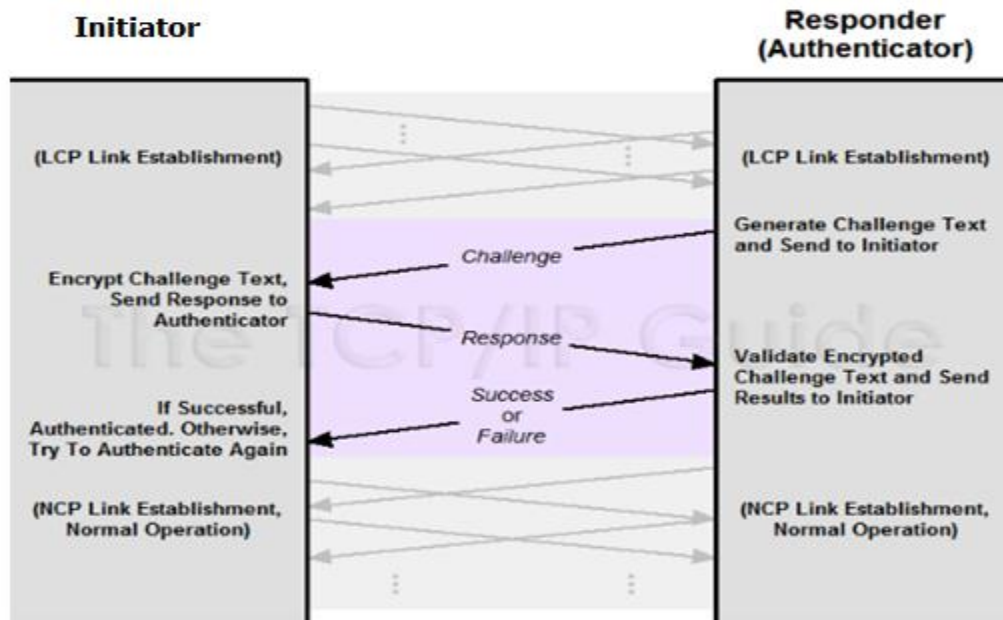 Initiator
Responder
(Authenticator)
(LCP Link Establishment)
(LCP Link Establishment)
Generate Challenge Text
and Send to Initiator
Challenge
Encrypt Challenge Text,
Send Response to
Authenticator
The TCP/IP Guide
Response
Validate Encrypted
Challenge Text and Send
Results to Initiator
Success
or
Failure
If Successful,
Authenticated. Otherwise,
Try To Authenticate Again
(NCP Link Establishment,
Normal Operation)
(NCP Link Establishment,
Normal Operation)